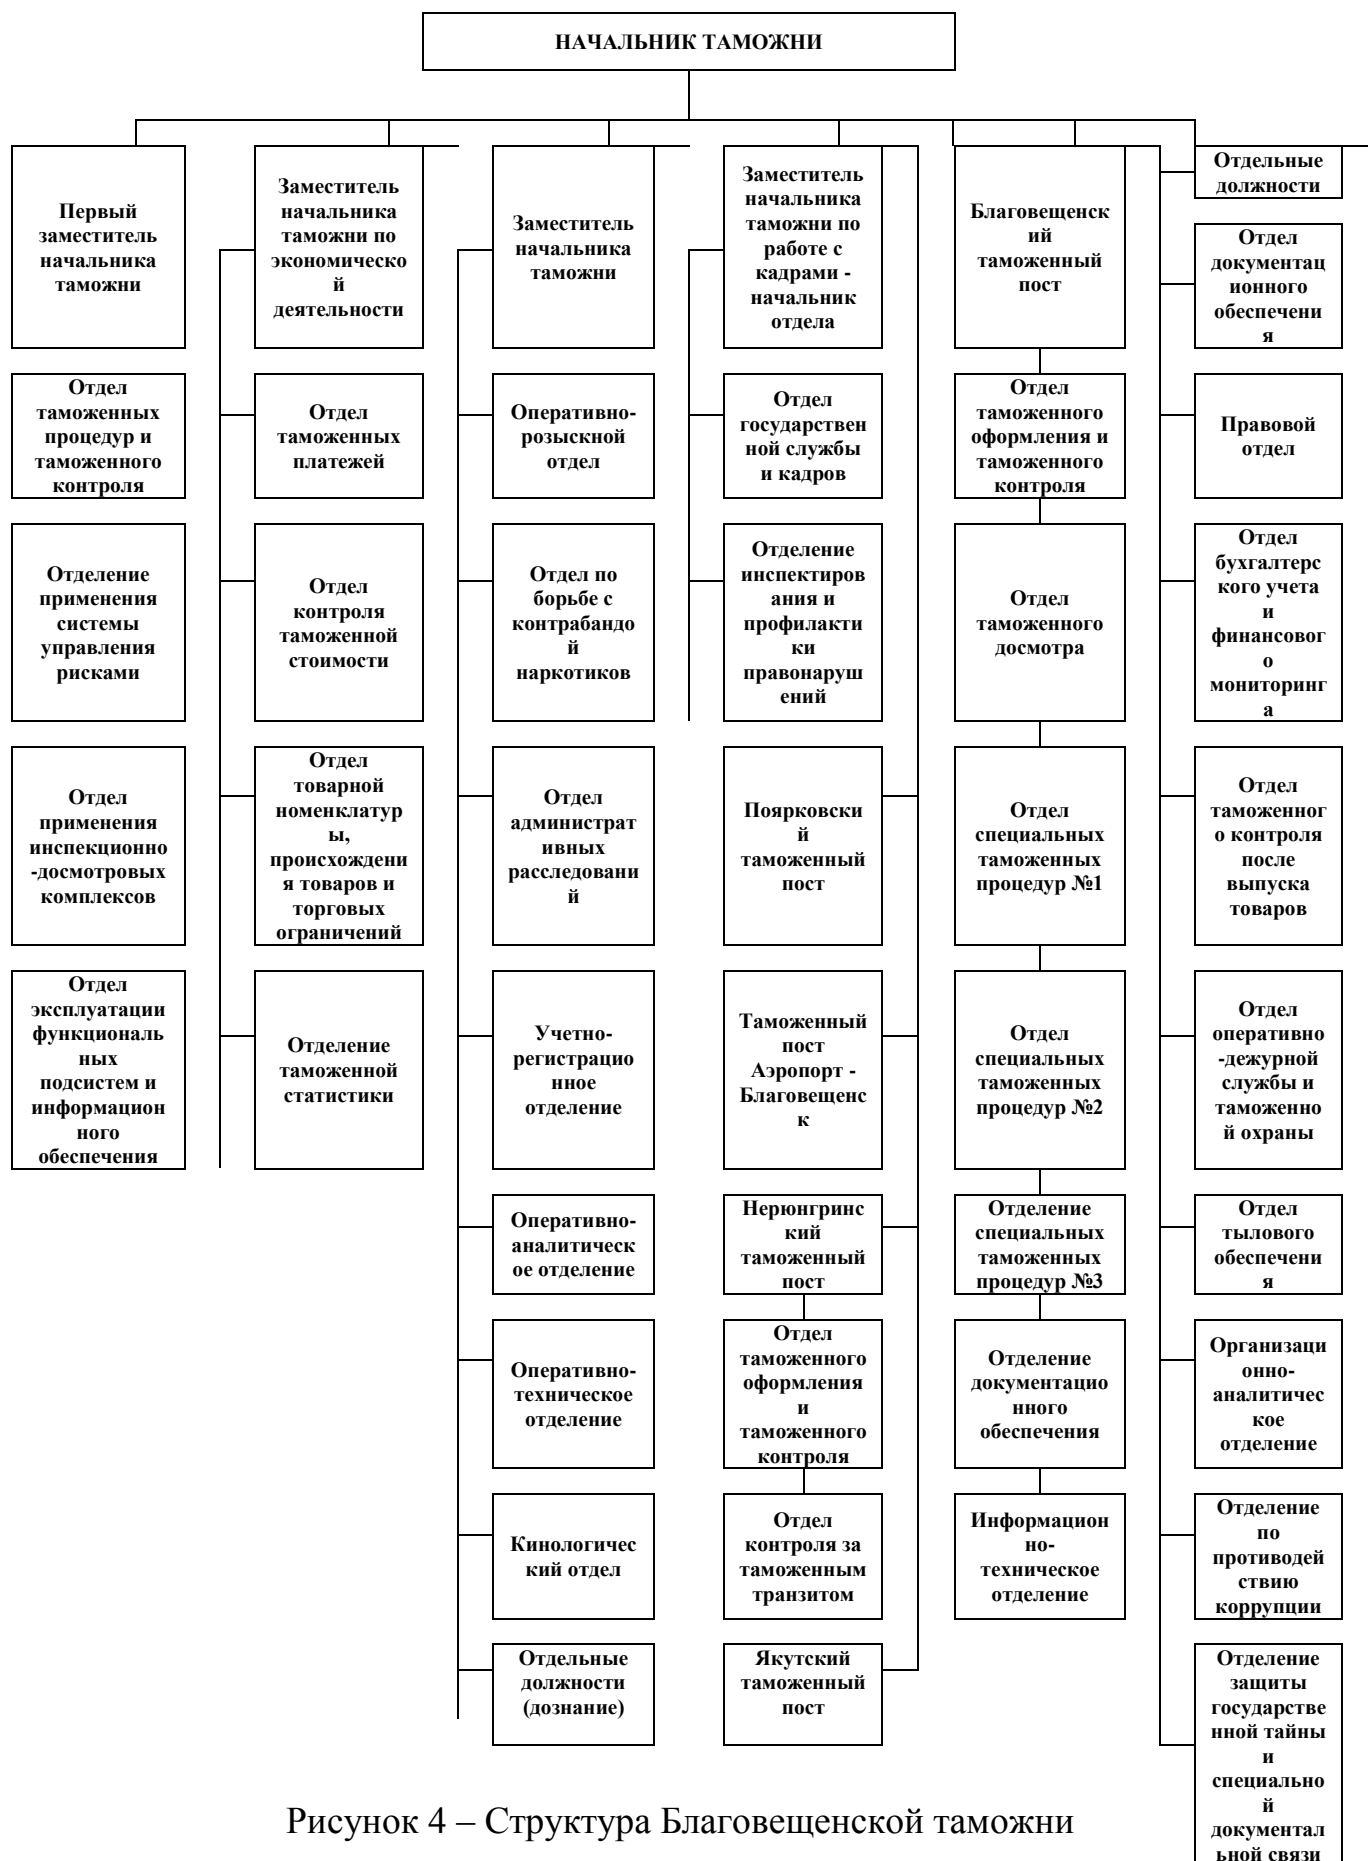 НАЧАЛЬНИК ТАМОЖНИ
Первый
заместитель
начальника
таможни
Отдел
таможенных
процедур и
таможенного
контроля
Отделение
применения
системы
управления
рисками
Отдел
применения
инспекционно
-досмотровых
комплексов
Отдел
эксплуатации
функциональ
ных
подсистем и
информацион
ного
обеспечения
Заместитель
начальника
таможни по
экономическо
й
деятельности
Отдел
таможенных
платежей
Отдел
контроля
таможенной
стоимости
Отдел
товарной
номенклатур
ы,
происхождени
я товаров и
торговых
ограничений
Отделение
таможенной
статистики
Заместитель
начальника
таможни
Оперативно-
розыскной
отдел
Отдел по
борьбе с
контрабандо
й
наркотиков
Отдел
администрат
ивных
расследовани
й
Учетно-
регистрацио
нное
отделение
Оперативно-
аналитическ
ое отделение
Оперативно-
техническое
отделение
Кинологичес
кий отдел
Отдельные
должности
(дознание)
Заместитель
начальника
таможни по
работе с
кадрами -
начальник
отдела
Отдел
государствен
ной службы
и кадров
Отделение
инспектиров
ания и
профилакти
ки
правонаруш
ений
Поярковски
й
таможенный
пост
Таможенный
пост
Аэропорт -
Благовещенс
к
Нерюнгринс
кий
таможенный
пост
Отдел
таможенного
оформления
и
таможенного
контроля
Отдел
контроля за
таможенным
транзитом
Якутский
таможенный
пост
Благовещенск
ий
таможенный
пост
Отдел
таможенного
оформления и
таможенного
контроля
Отдел
таможенного
досмотра
Отдел
специальных
таможенных
процедур №1
Отдел
специальных
таможенных
процедур №2
Отделение
специальных
таможенных
процедур №3
Отделение
документацио
нного
обеспечения
Информацион
но-
техническое
отделение
Отдельные
должности
Отдел
документац
ионного
обеспечени
я
Правовой
отдел
Отдел
бухгалтерс
кого учета
и
финансовог
о
мониторинг
а
Отдел
таможенног
о контроля
после
выпуска
товаров
Отдел
оперативно
-дежурной
службы и
таможенно
й охраны
Отдел
тылового
обеспечени
я
Организаци
онно-
аналитичес
кое
отделение
Отделение
по
противодей
ствию
коррупции
Отделение
защиты
государстве
нной тайны
и
специально
й
документал
ьной связи
Рисунок 4 – Структура Благовещенской таможни